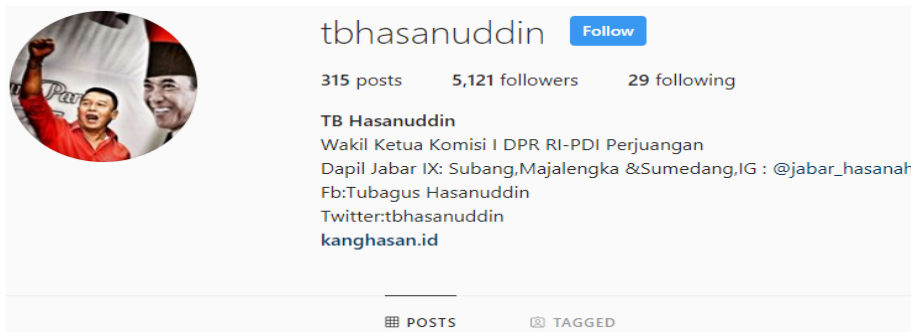 tbhasanuddin Follow
315 posts 5,121 followers 29 following
TB Hasanuddin
Wakil Ketua Komisi I DPR RI-PDI Perjuangan
Dapil Jabar IX: Subang,Majalengka &Sumedang,IG : @jabar_hasanah
Fb:Tubagus Hasanuddin
Twitter:tbhasanuddin
kanghasan.id
POSTS TAGGED